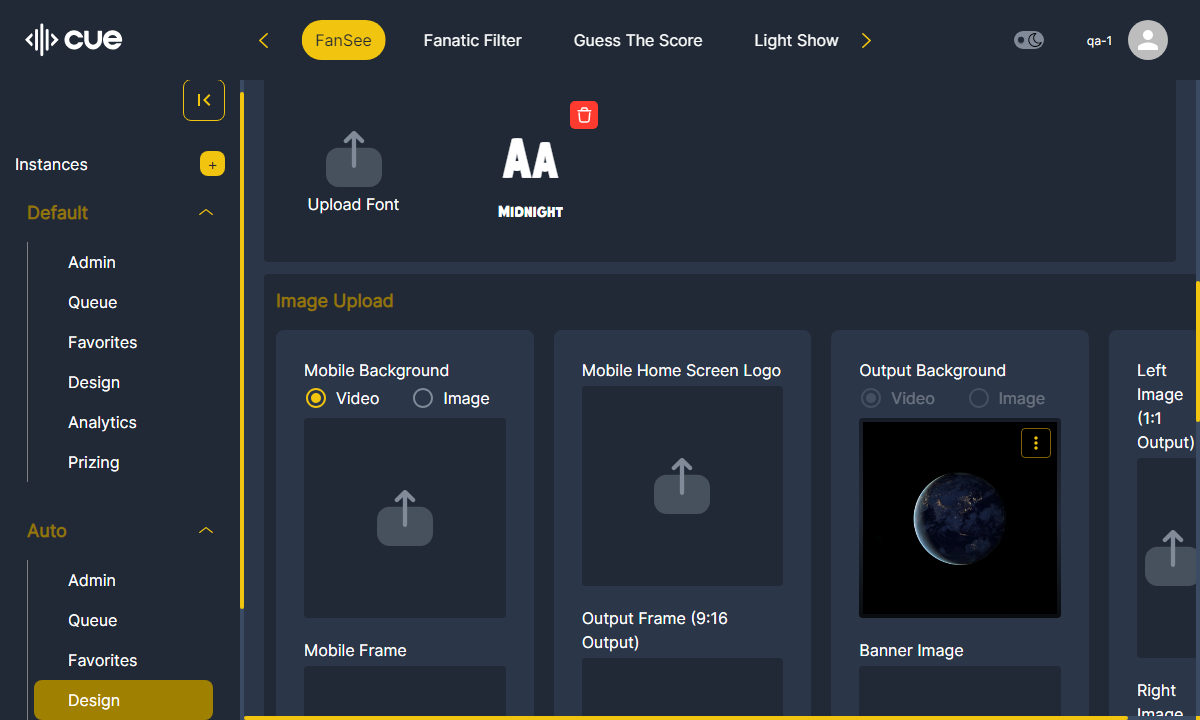 cue
FanSee
Fanatic Filter
Guess The Score
Light Show
qa-1
Instances
+
Default
Admin
Queue
Favorites
Design
Analytics
Prizing
Auto
Admin
Queue
Favorites
Design
Upload Font
AA
MIDNIGHT
Image Upload
Mobile Background
Video
Image
Mobile Frame
Mobile Home Screen Logo
Output Frame (9:16
Output)
Output Background
Video
Image
Banner Image
Left
Image
(1:1
Output)
Right
Image